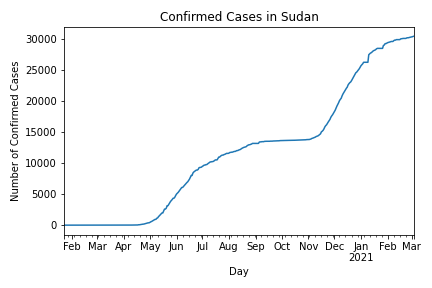 Confirmed Cases in Sudan
Number of Confirmed Cases
30000
25000
20000
15000
10000
5000
0
Feb Mar Apr May Jun Jul Aug Sep Oct Nov Dec Jan Feb Mar
2021
Day